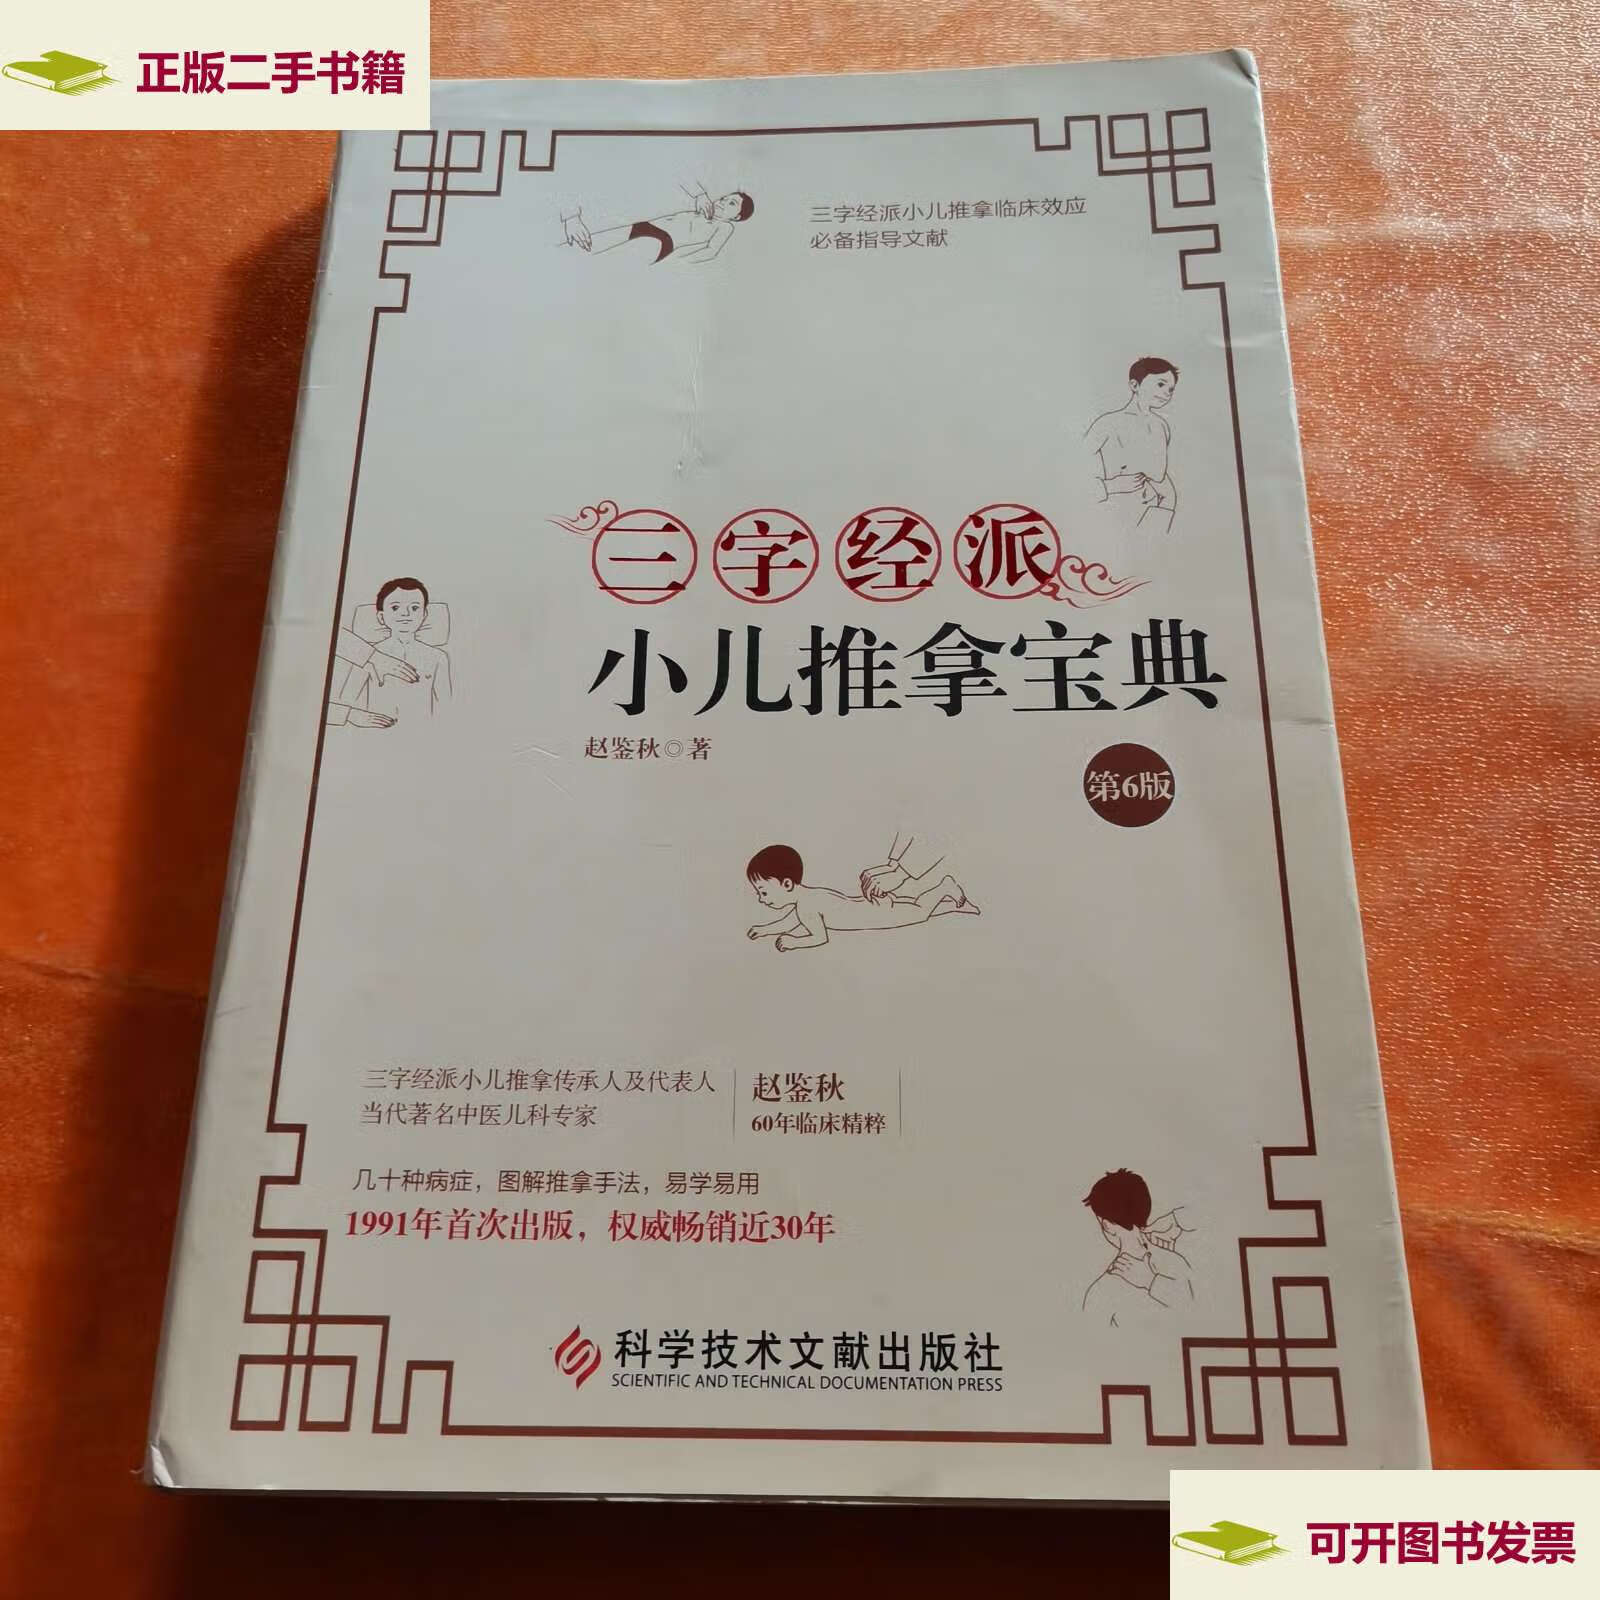 正版二手书籍
三字经派小儿推拿临床效应
必备指导文献
三字经派
小儿推拿宝典
赵鉴秋◎著
第6版
三字经派小儿推拿传承人及代表人
当代著名中医儿科专家
赵鉴秋
60年临床精粹
几十种病症，图解推拿手法，易学易用
1991年首次出版，权威畅销近30年
科学技术文献出版社
SCIENTIFIC AND TECHNICAL DOCUMENTATION PRESS
可开图书发票